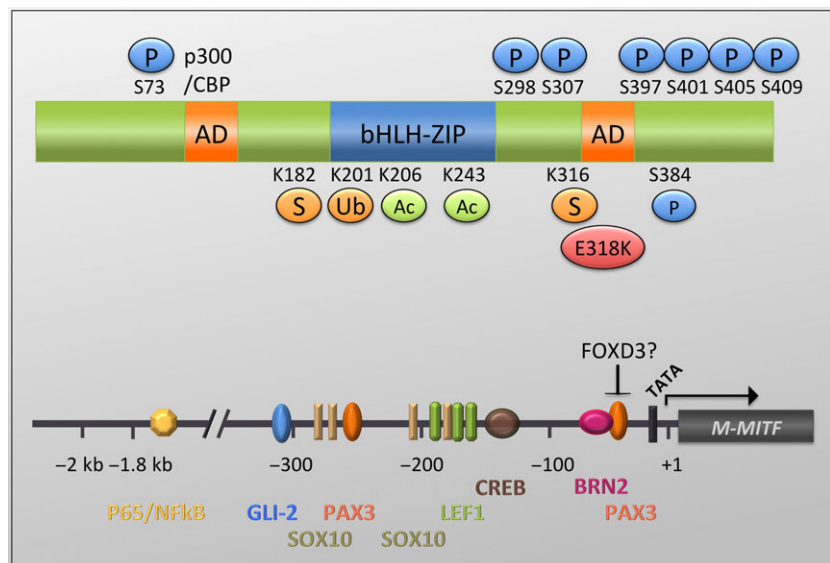 P p300 P P P P P P
S73 /CBP S298 S307 S397 S401 S405 S409
AD bHLH-ZIP AD
K182 K201 K206 K243 K316 S384
S Ub Ac Ac S P
E318K
FOXD3?
TATA
M-MITF
−2 kb −1.8 kb −300 −200 −100 +1
CREB BRN2
P65/NFkB GLI-2 PAX3 LEF1 PAX3
SOX10 SOX10